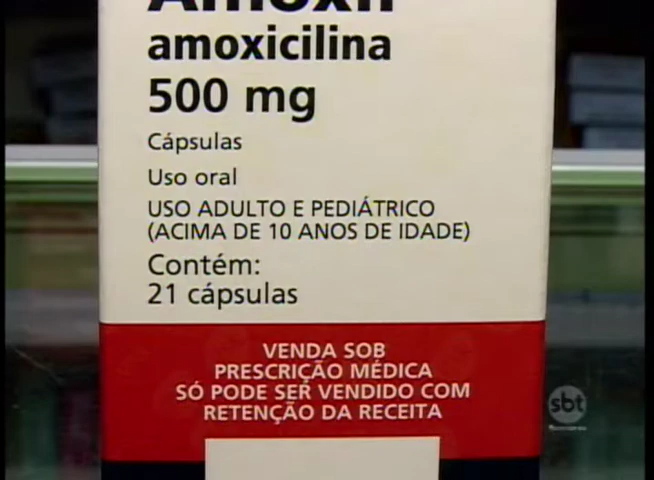 Amoxil
amoxicilina
500 mg
Cápsulas
Uso oral
USO ADULTO E PEDIÁTRICO
(ACIMA DE 10 ANOS DE IDADE)
Contém:
21 cápsulas
VENDA SOB
PRESCRIÇÃO MÉDICA
SÓ PODE SER VENDIDO COM
RETENÇÃO DA RECEITA
sbt